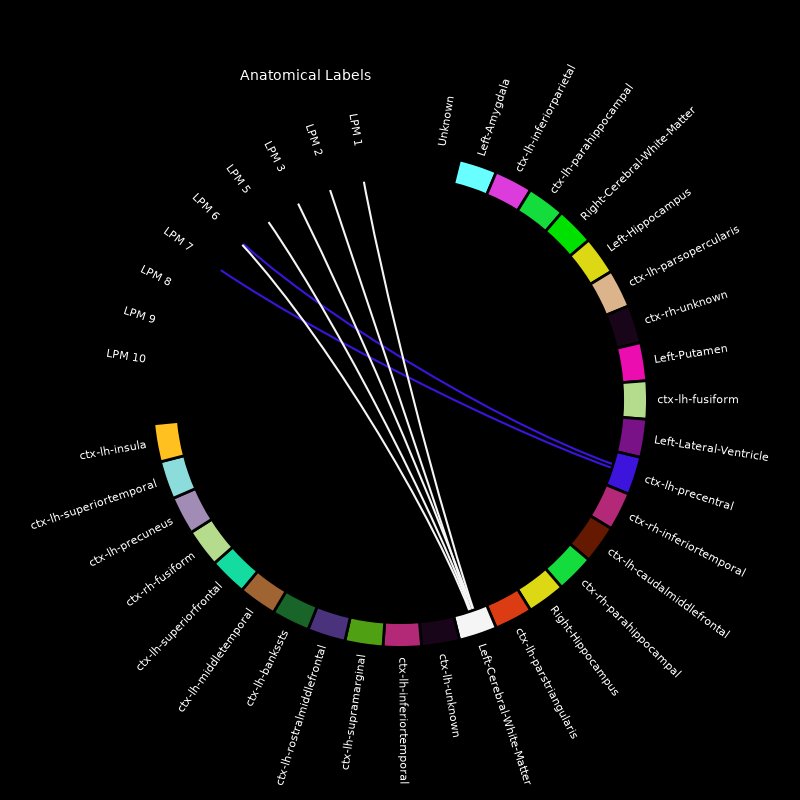 Anatomical Labels
Unknown
Left-Amygdala
ctx-lh-inferiorparietal
ctx-lh-parahippocampal
Right-Cerebral-White-Matter
Left-Hippocampus
ctx-lh-parsopercularis
ctx-rh-unknown
Left-Putamen
ctx-lh-fusiform
Left-Lateral-Ventricle
ctx-lh-precentral
ctx-rh-inferiortemporal
ctx-lh-caudalmiddlefrontal
ctx-rh-parahippocampal
Right-Hippocampus
ctx-lh-parstriangularis
Left-Cerebral-White-Matter
ctx-lh-unknown
ctx-lh-inferiortemporal
ctx-lh-supramarginal
ctx-lh-rostralmiddlefrontal
ctx-lh-bankssts
ctx-lh-middletemporal
ctx-lh-superiorfrontal
ctx-rh-fusiform
ctx-lh-precuneus
ctx-lh-superiortemporal
ctx-lh-insula
LPM 10
LPM 9
LPM 8
LPM 7
LPM 6
LPM 5
LPM 3
LPM 2
LPM 1